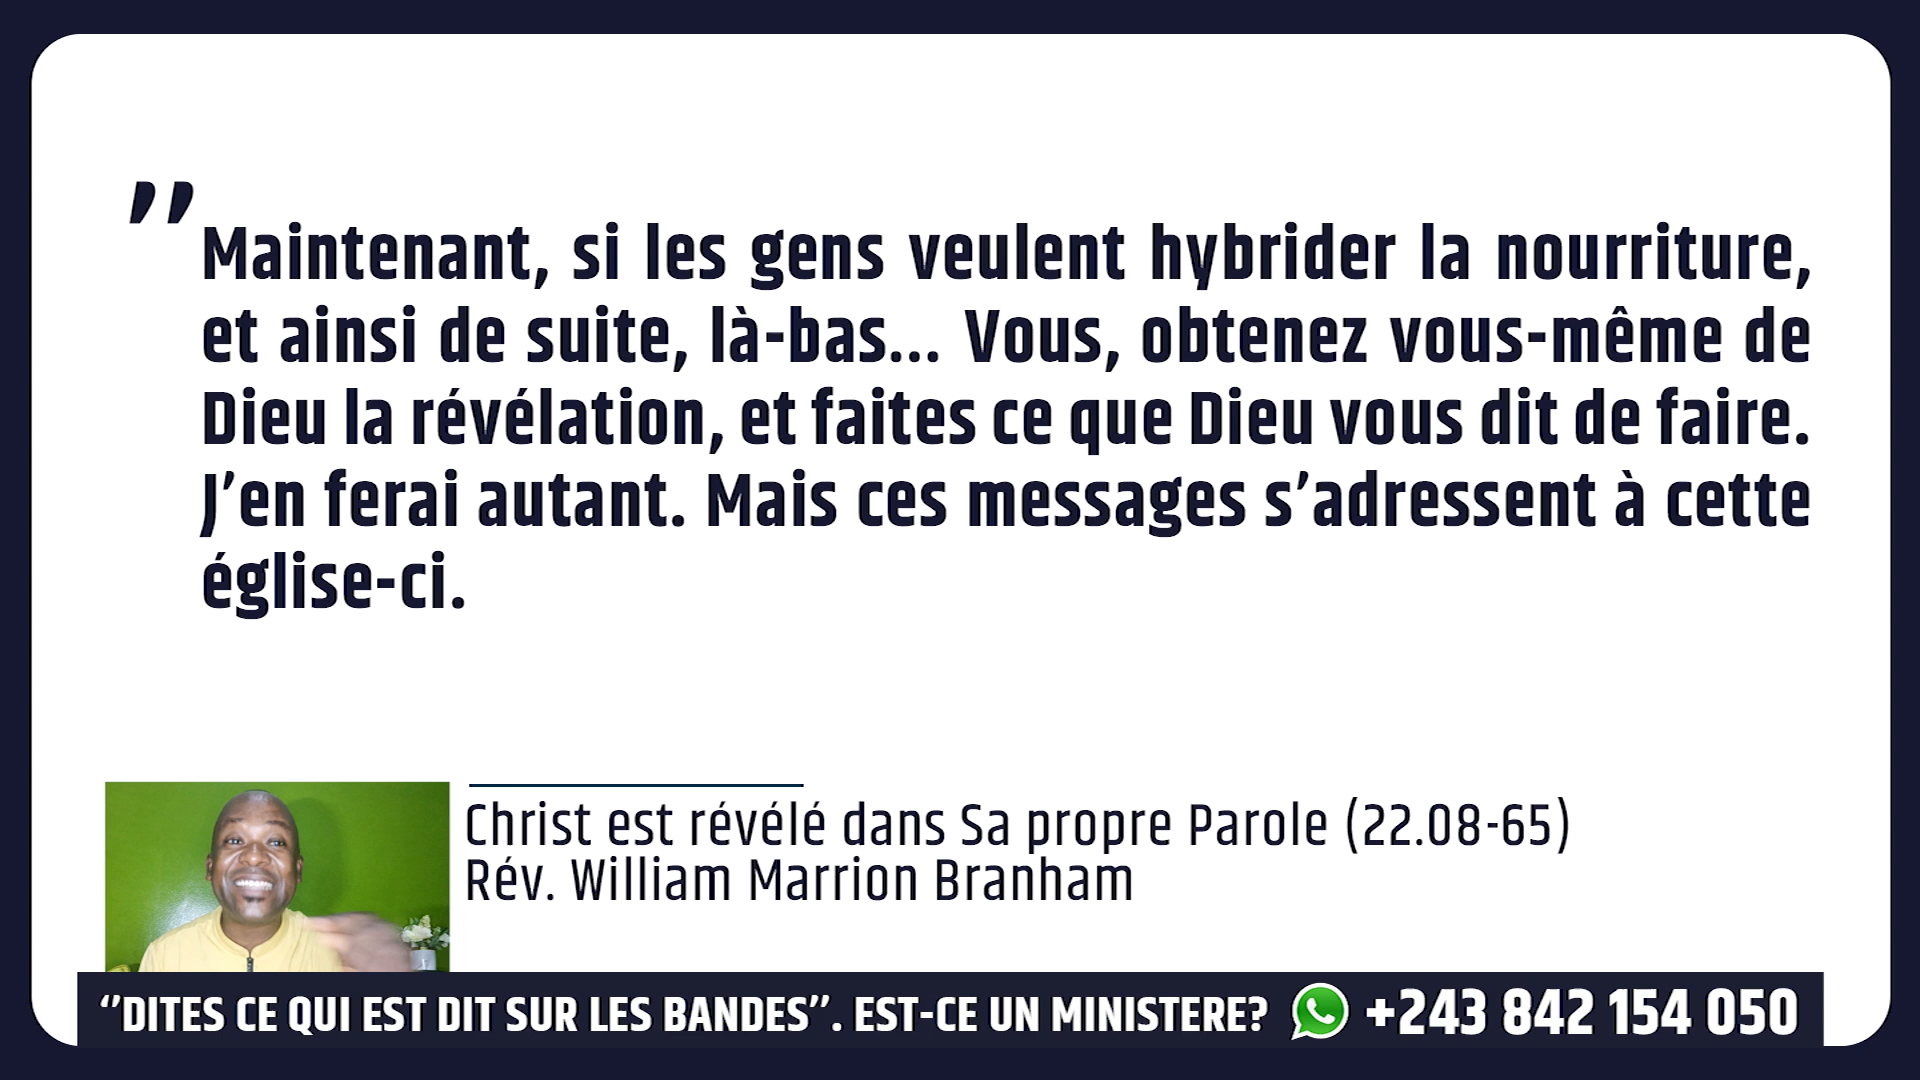 ’’
Maintenant, si les gens veulent hybrider la nourriture,
et ainsi de suite, là-bas... Vous, obtenez vous-même de
Dieu la révélation, et faites ce que Dieu vous dit de faire.
J’en ferai autant. Mais ces messages s’adressent à cette
église-ci.
Christ est révélé dans Sa propre Parole (22.08-65)
Rév. William Marrion Branham
‘’DITES CE QUI EST DIT SUR LES BANDES’’. EST-CE UN MINISTERE? +243 842 154 050